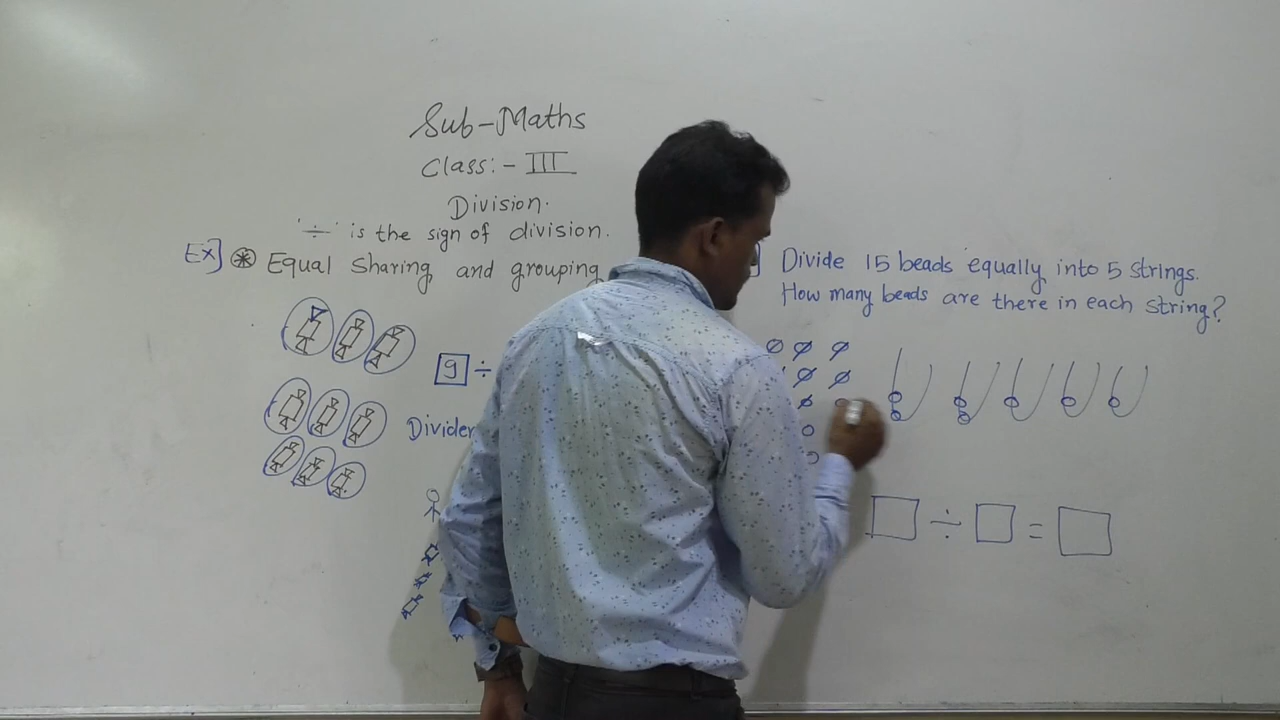 Sub-Maths
Class:- III
Division.
'÷' is the sign of division.
Ex] * Equal sharing and grouping
9 ÷
] Divide 15 beads equally into 5 strings.
How many beads are there in each string?
÷ =